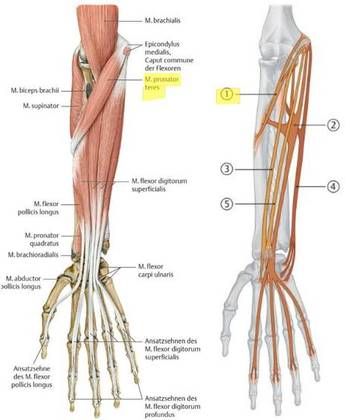 M. brachialis
Epicondylus
medialis,
Caput commune
der Flexoren
M. pronator
teres
M. biceps brachii
M. supinator
M. flexor digitorum
superficialis
M. flexor
pollicis longus
M. pronator
quadratus
M. brachioradialis
M. flexor
carpi ulnaris
M. abductor
pollicis longus
Ansatzsehnen des
M. flexor digitorum
superficialis
Ansatzsehne
des M. flexor
pollicis longus
Ansatzsehnen des
M. flexor digitorum
profundus
1
2
3
4
5